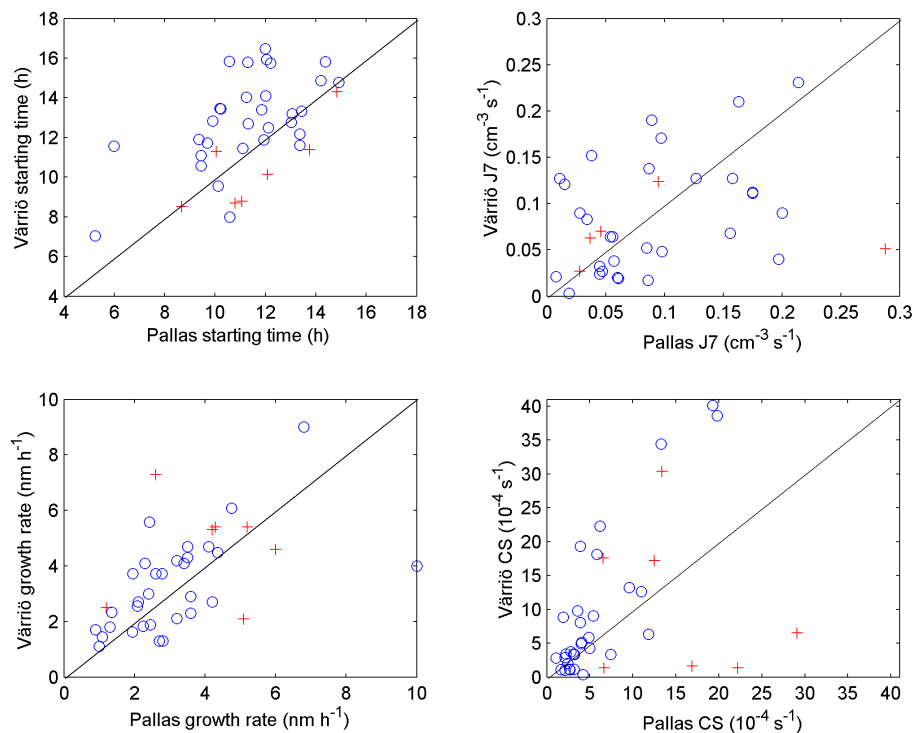 18
16
14
12
10
8
6
4
Värriö starting time (h)
4 6 8 10 12 14 16 18
Pallas starting time (h)
0.3
0.25
0.2
0.15
0.1
0.05
0
Värriö J7 (cm⁻³ s⁻¹)
0 0.05 0.1 0.15 0.2 0.25 0.3
Pallas J7 (cm⁻³ s⁻¹)
10
8
6
4
2
0
Värriö growth rate (nm h⁻¹)
0 2 4 6 8 10
Pallas growth rate (nm h⁻¹)
40
35
30
25
20
15
10
5
0
Värriö CS (10⁻⁴ s⁻¹)
0 10 20 30 40
Pallas CS (10⁻⁴ s⁻¹)